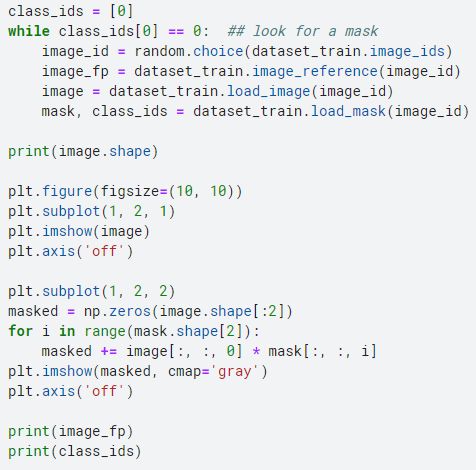 class_ids = [0]
while class_ids[0] == 0:  ## look for a mask
    image_id = random.choice(dataset_train.image_ids)
    image_fp = dataset_train.image_reference(image_id)
    image = dataset_train.load_image(image_id)
    mask, class_ids = dataset_train.load_mask(image_id)

print(image.shape)

plt.figure(figsize=(10, 10))
plt.subplot(1, 2, 1)
plt.imshow(image)
plt.axis('off')

plt.subplot(1, 2, 2)
masked = np.zeros(image.shape[:2])
for i in range(mask.shape[2]):
    masked += image[:, :, 0] * mask[:, :, i]
plt.imshow(masked, cmap='gray')
plt.axis('off')

print(image_fp)
print(class_ids)